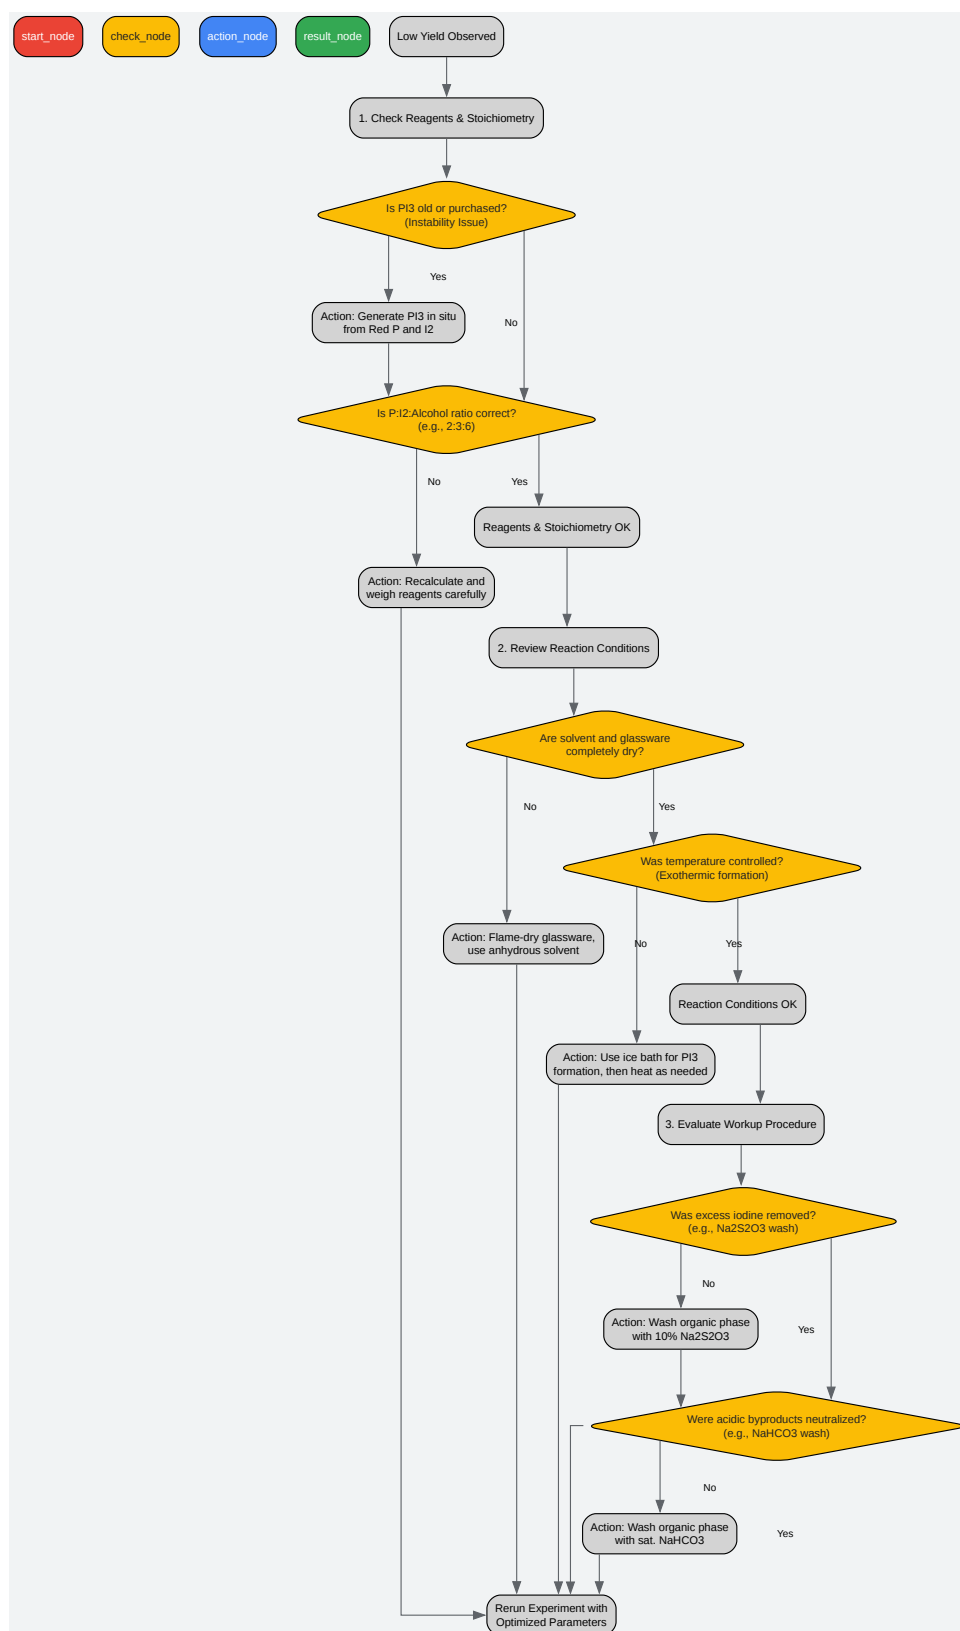 start_node
check_node
action_node
result_node
Low Yield Observed
1. Check Reagents & Stoichiometry
Is PI3 old or purchased?
(Instability Issue)
Yes
Action: Generate PI3 in situ
from Red P and I2
No
Is P:I2:Alcohol ratio correct?
(e.g., 2:3:6)
No
Yes
Reagents & Stoichiometry OK
Action: Recalculate and
weigh reagents carefully
2. Review Reaction Conditions
Are solvent and glassware
completely dry?
No
Yes
Was temperature controlled?
(Exothermic formation)
Action: Flame-dry glassware,
use anhydrous solvent
No
Yes
Reaction Conditions OK
Action: Use ice bath for PI3
formation, then heat as needed
3. Evaluate Workup Procedure
Was excess iodine removed?
(e.g., Na2S2O3 wash)
No
Action: Wash organic phase
with 10% Na2S2O3
Yes
Were acidic byproducts neutralized?
(e.g., NaHCO3 wash)
No
Action: Wash organic phase
with sat. NaHCO3
Yes
Rerun Experiment with
Optimized Parameters